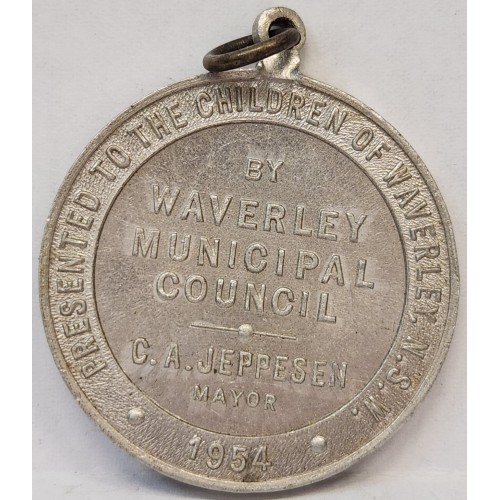 PRESENTED TO THE CHILDREN OF WAVERLEY, N.S.W.
BY
WAVERLEY
MUNICIPAL
COUNCIL
C. A. JEPPESEN
MAYOR
1954